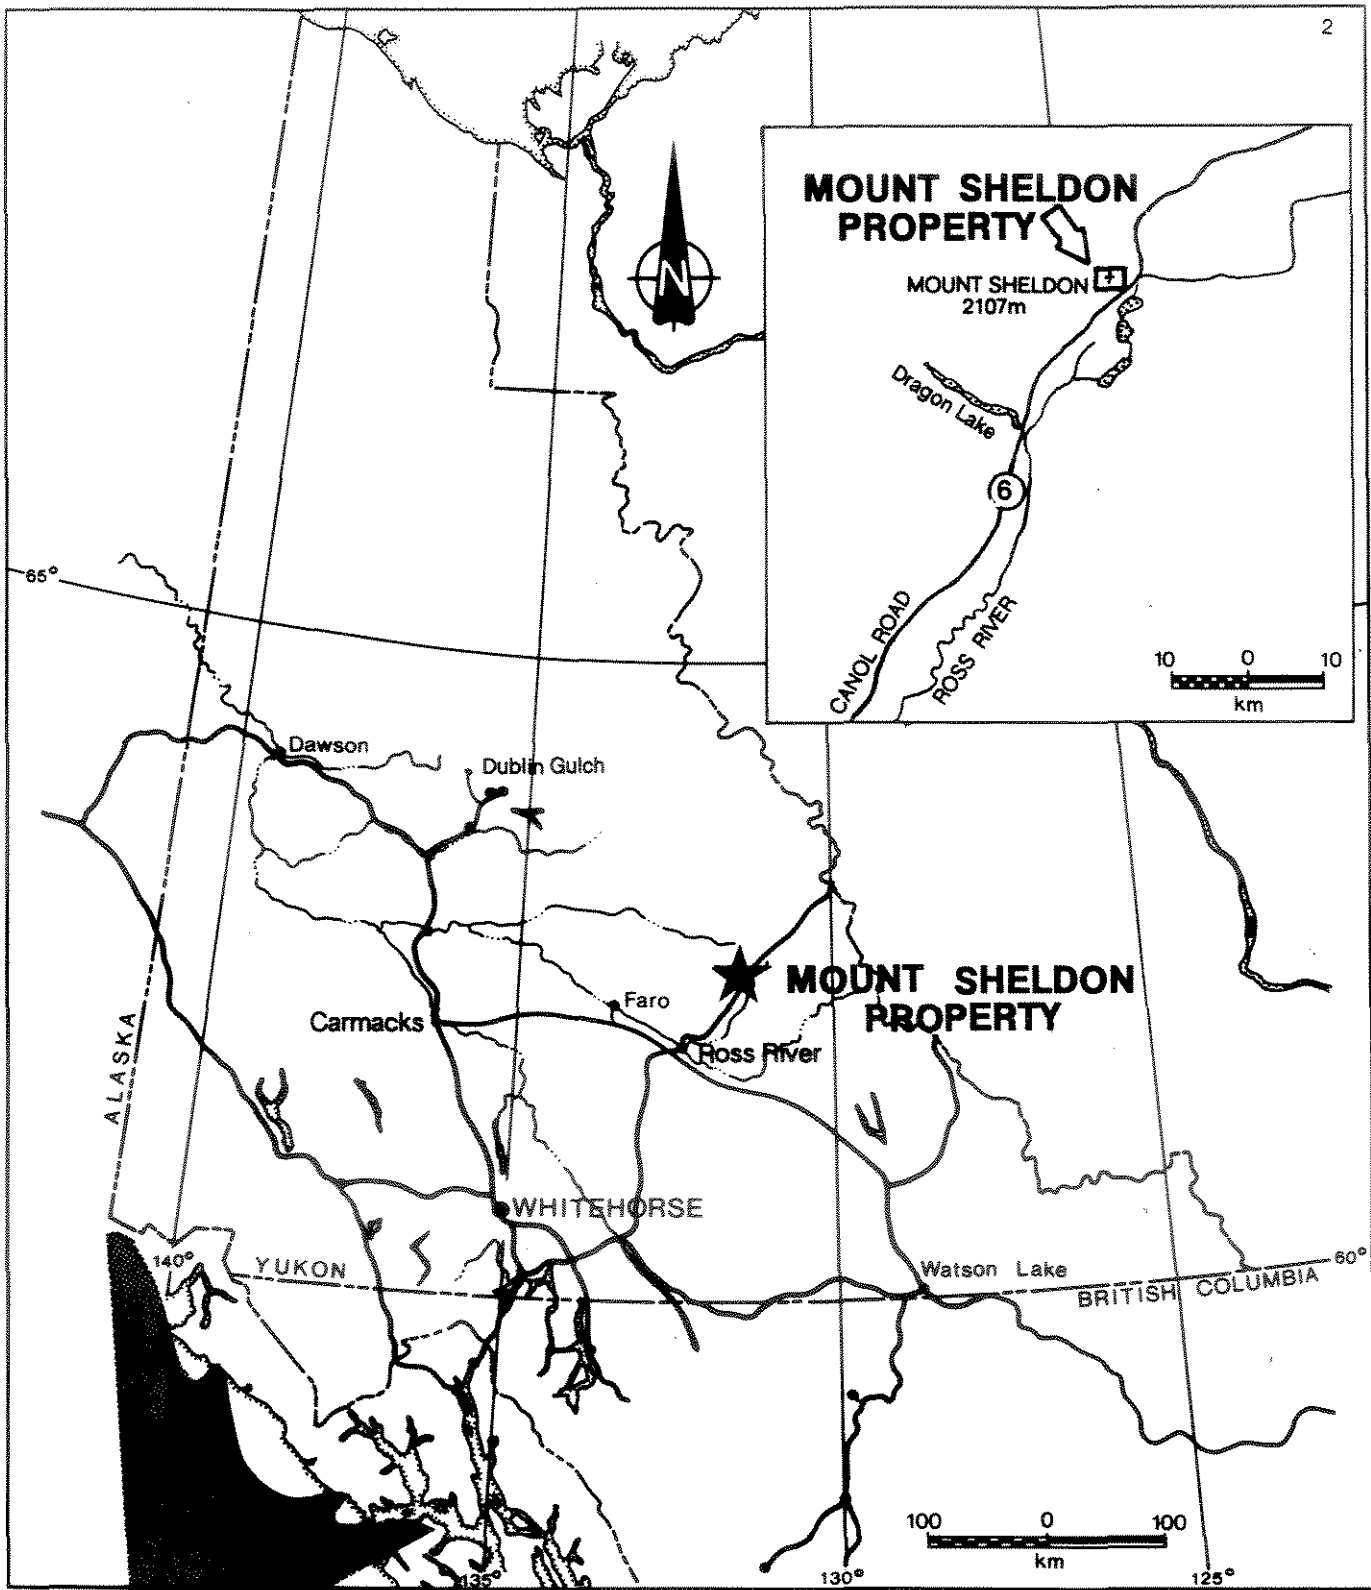 2
MOUNT SHELDON
PROPERTY
MOUNT SHELDON
2107m
N
Dragon Lake
6
CANOL ROAD
ROSS RIVER
10 0 10
km
65°
Dawson
Dublin Gulch
MOUNT SHELDON
PROPERTY
Faro
Carmacks
Ross River
ALASKA
WHITEHORSE
140°
YUKON
Watson Lake
60°
BRITISH COLUMBIA
100 0 100
km
135°
130°
125°